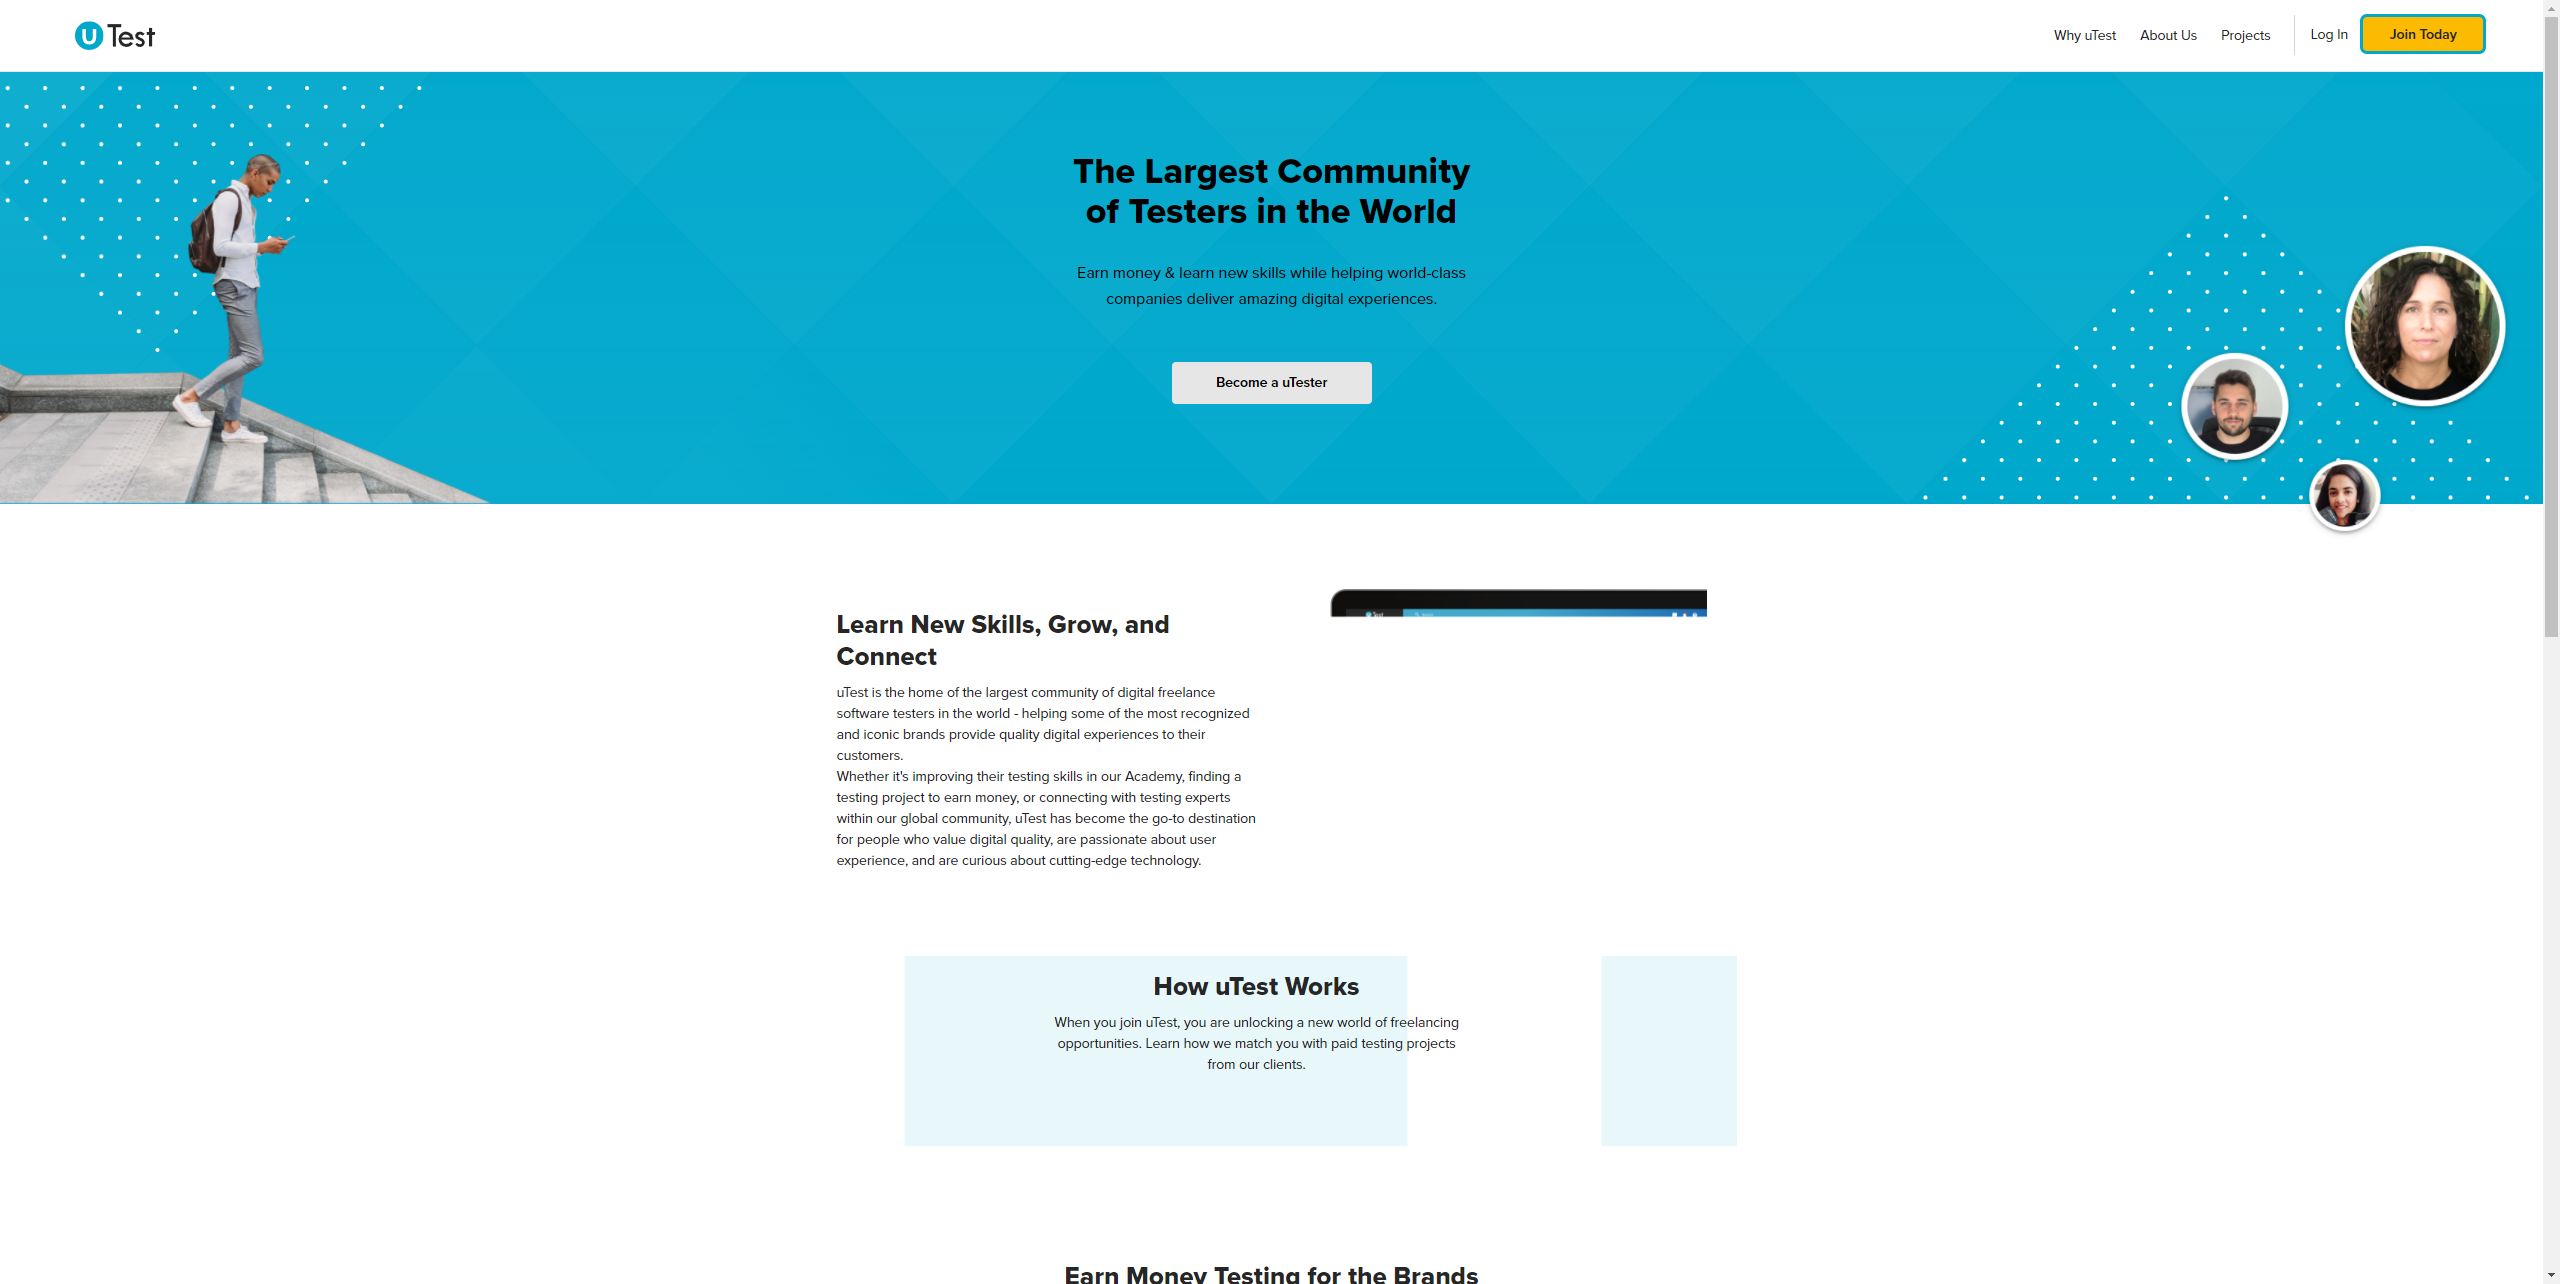 uTest
Why uTest
About Us
Projects
Log In
Join Today
The Largest Community
of Testers in the World
Earn money & learn new skills while helping world-class
companies deliver amazing digital experiences.
Become a uTester
Learn New Skills, Grow, and
Connect
uTest is the home of the largest community of digital freelance
software testers in the world - helping some of the most recognized
and iconic brands provide quality digital experiences to their
customers.
Whether it's improving their testing skills in our Academy, finding a
testing project to earn money, or connecting with testing experts
within our global community, uTest has become the go-to destination
for people who value digital quality, are passionate about user
experience, and are curious about cutting-edge technology.
How uTest Works
When you join uTest, you are unlocking a new world of freelancing
opportunities. Learn how we match you with paid testing projects
from our clients.
Earn Money Testing for the Brands